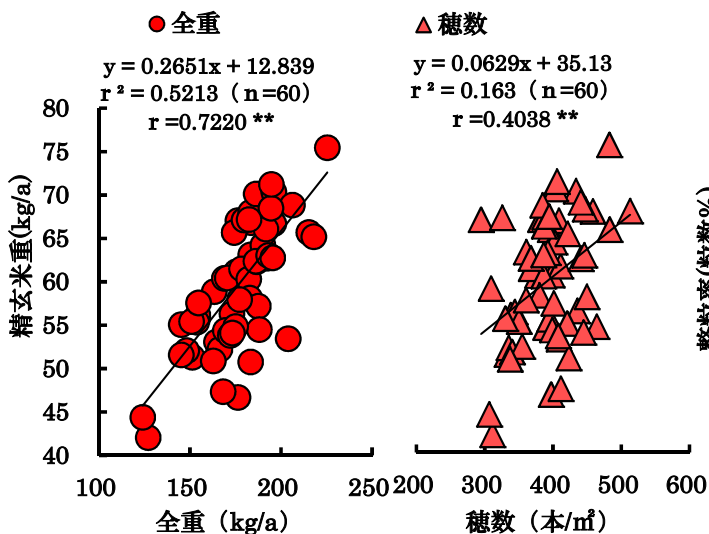 全重
y = 0.2651x + 12.839
r ² = 0.5213 ( n=60)
r =0.7220 **
80
75
70
65
60
55
50
45
40
精玄米重(kg/a)
100 150 200 250
全重 (kg/a)
穂数
y = 0.0629x + 35.13
r ² = 0.163 ( n=60)
r =0.4038 **
200 300 400 500 600
穂数 (本/㎡)